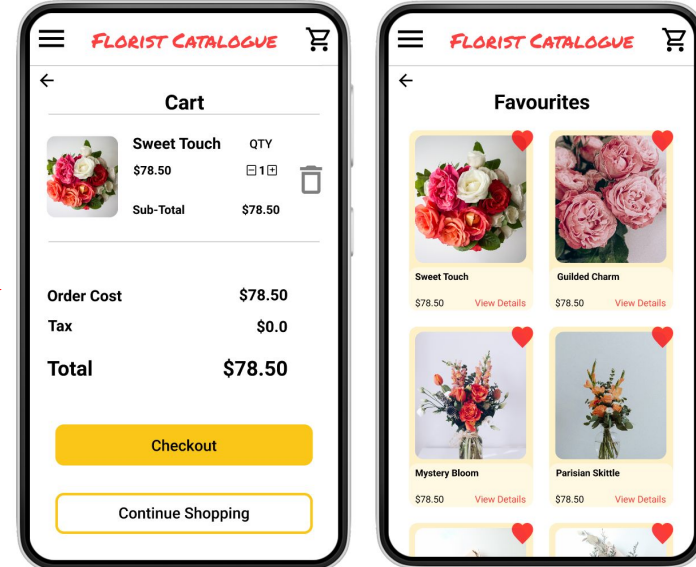 FLORIST CATALOGUE
Cart
Sweet Touch QTY
$78.50 1
Sub-Total $78.50
Order Cost $78.50
Tax $0.0
Total $78.50
Checkout
Continue Shopping
FLORIST CATALOGUE
Favourites
Sweet Touch
$78.50 View Details
Guilded Charm
$78.50 View Details
Mystery Bloom
$78.50 View Details
Parisian Skittle
$78.50 View Details